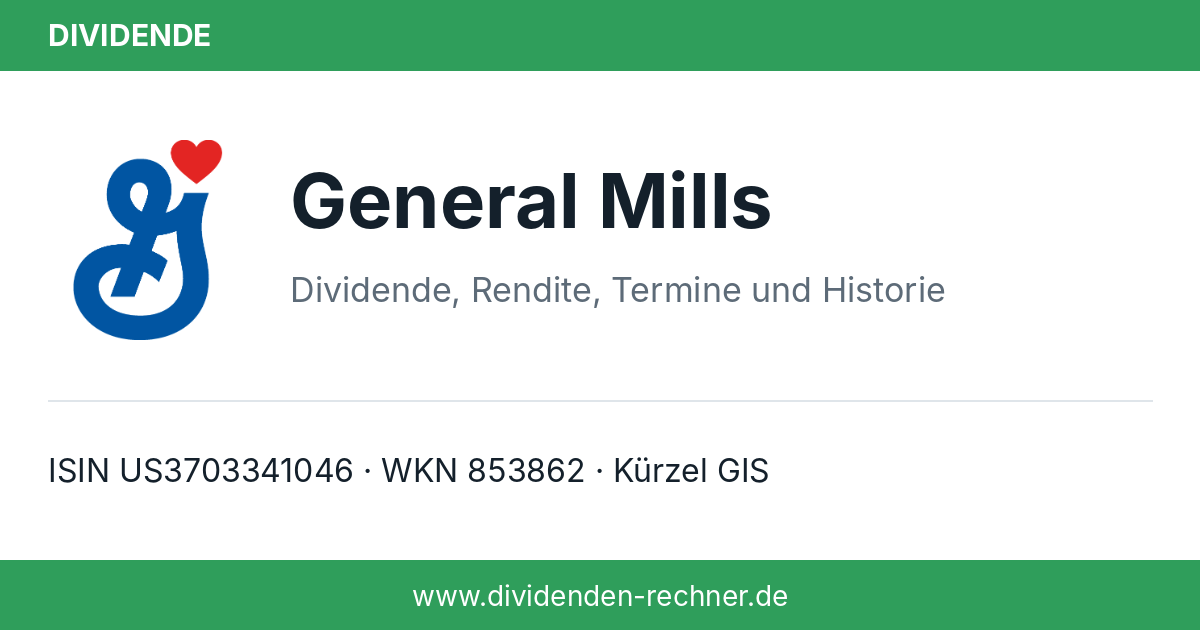 DIVIDENDE
General Mills
Dividende, Rendite, Termine und Historie
ISIN US3703341046 · WKN 853862 · Kürzel GIS
www.dividenden-rechner.de